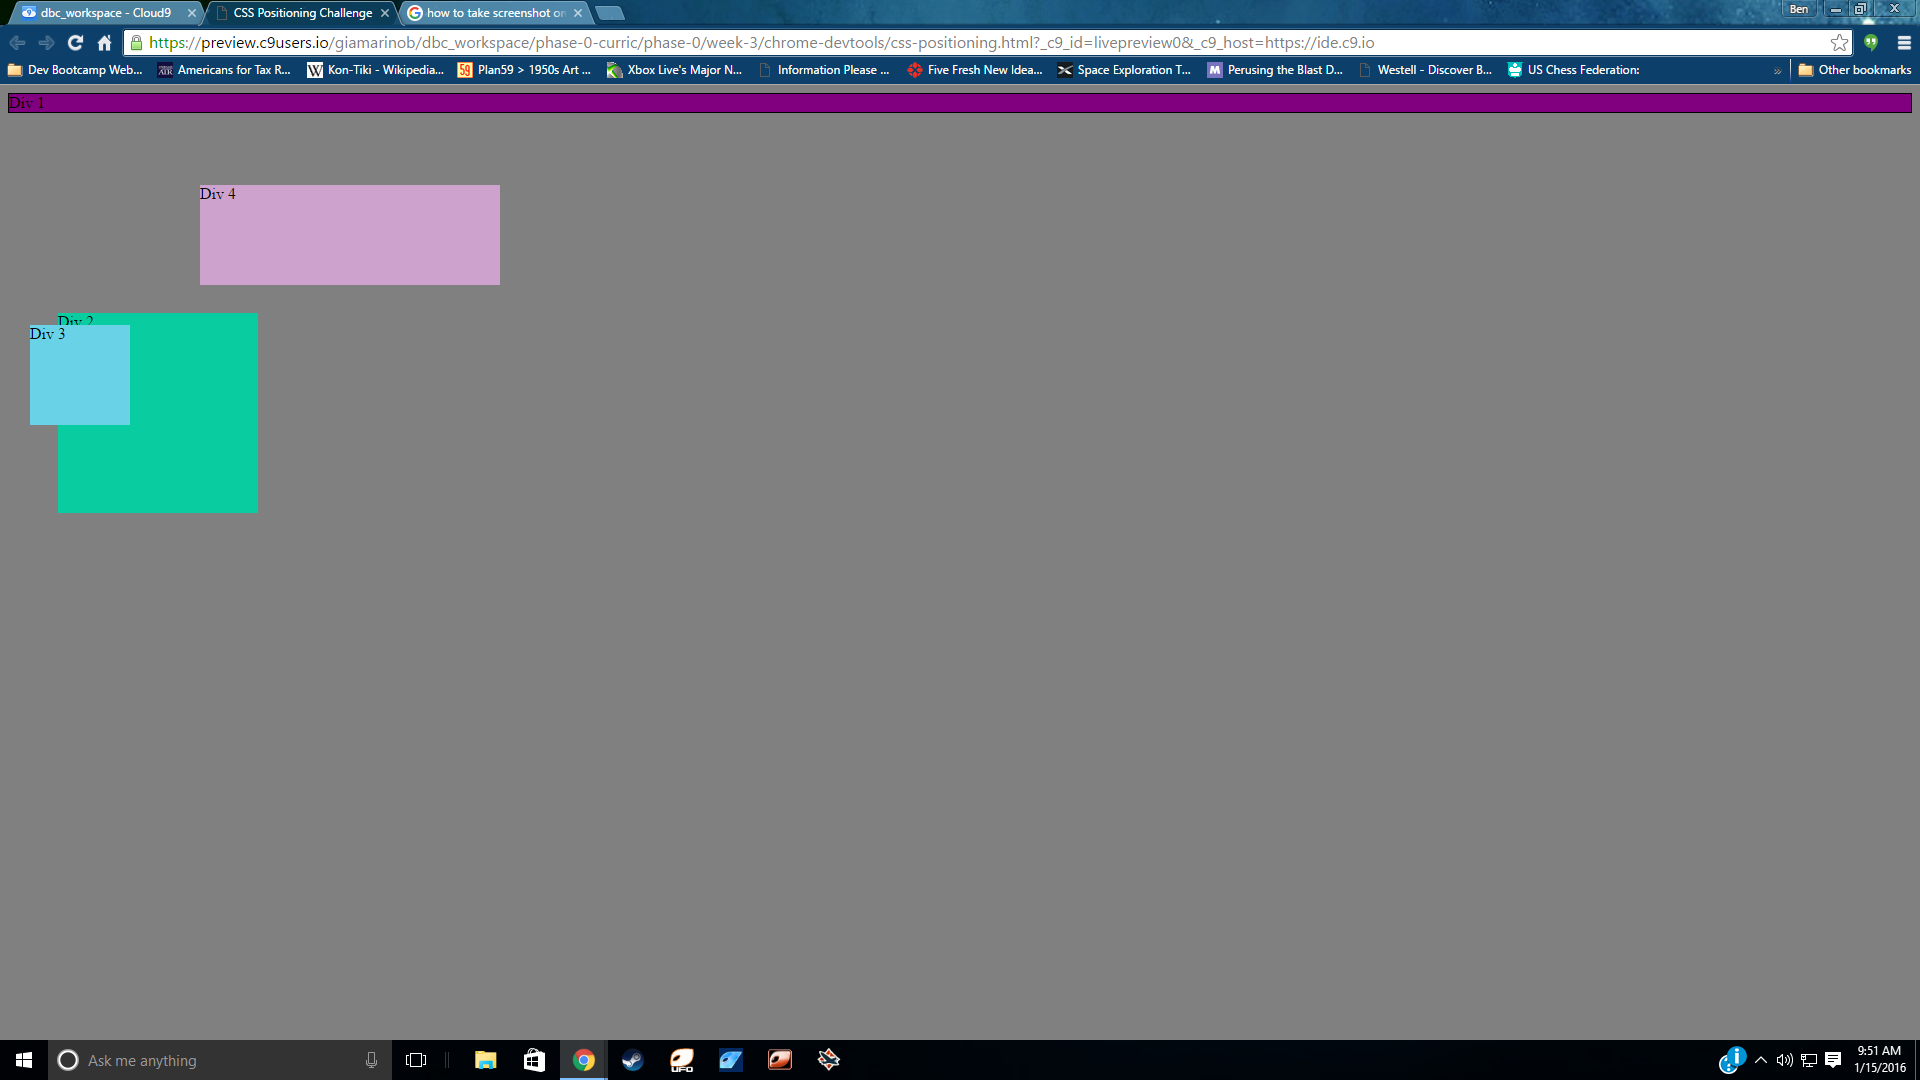 dbc_workspace - Cloud9
CSS Positioning Challenge
how to take screenshot on
Ben
https://preview.c9users.io/giamarinob/dbc_workspace/phase-0-curric/phase-0/week-3/chrome-devtools/css-positioning.html?_c9_id=livepreview0&_c9_host=https://ide.c9.io
Dev Bootcamp Web... Americans for Tax R... Kon-Tiki - Wikipedia... Plan59 > 1950s Art ... Xbox Live's Major N... Information Please ... Five Fresh New Idea... Space Exploration T... Perusing the Blast D... Westell - Discover B... US Chess Federation: » Other bookmarks
Div 1
Div 4
Div 2
Div 3
Ask me anything
UFO
9:51 AM
1/15/2016